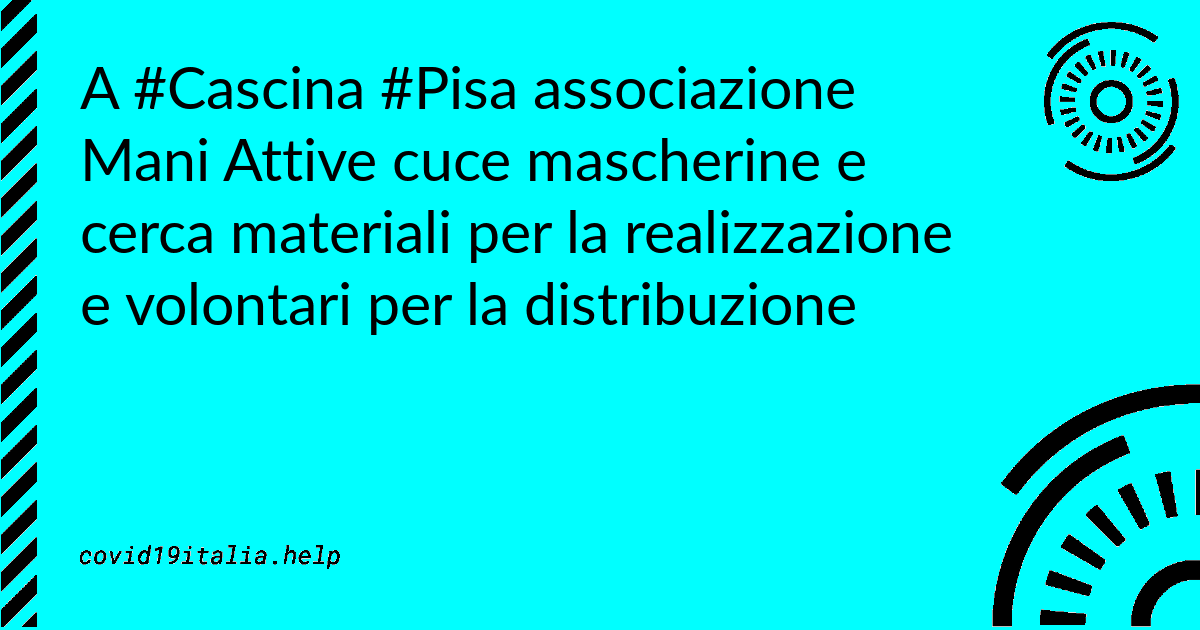 A #Cascina #Pisa associazione
Mani Attive cuce mascherine e
cerca materiali per la realizzazione
e volontari per la distribuzione
covid19italia.help